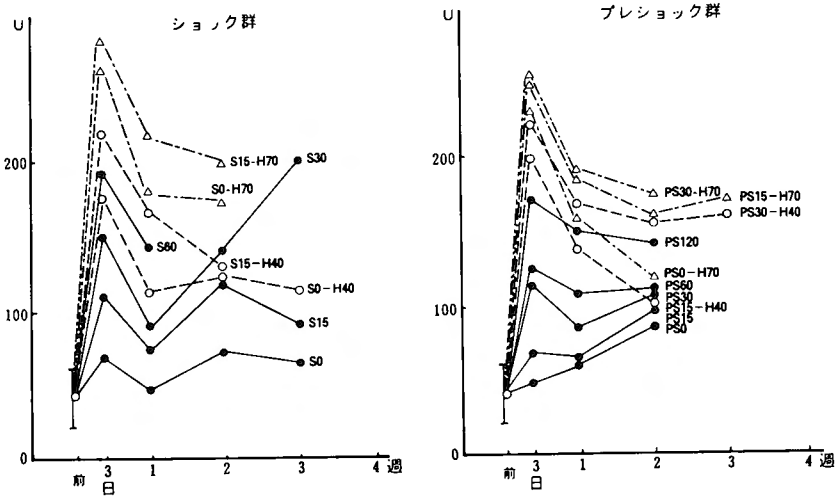 ショック群
U
200
100
0
前
3
日
1
2
3
4
週
S15-H70
S0-H70
S30
S60
S15-H40
S0-H40
S15
S0
プレショック群
U
200
100
0
前
3
日
1
2
3
4
週
PS30-H70
PS15-H70
PS30-H40
PS120
PS0-H70
PS60
PS30
PS15-H40
PS15
PS0